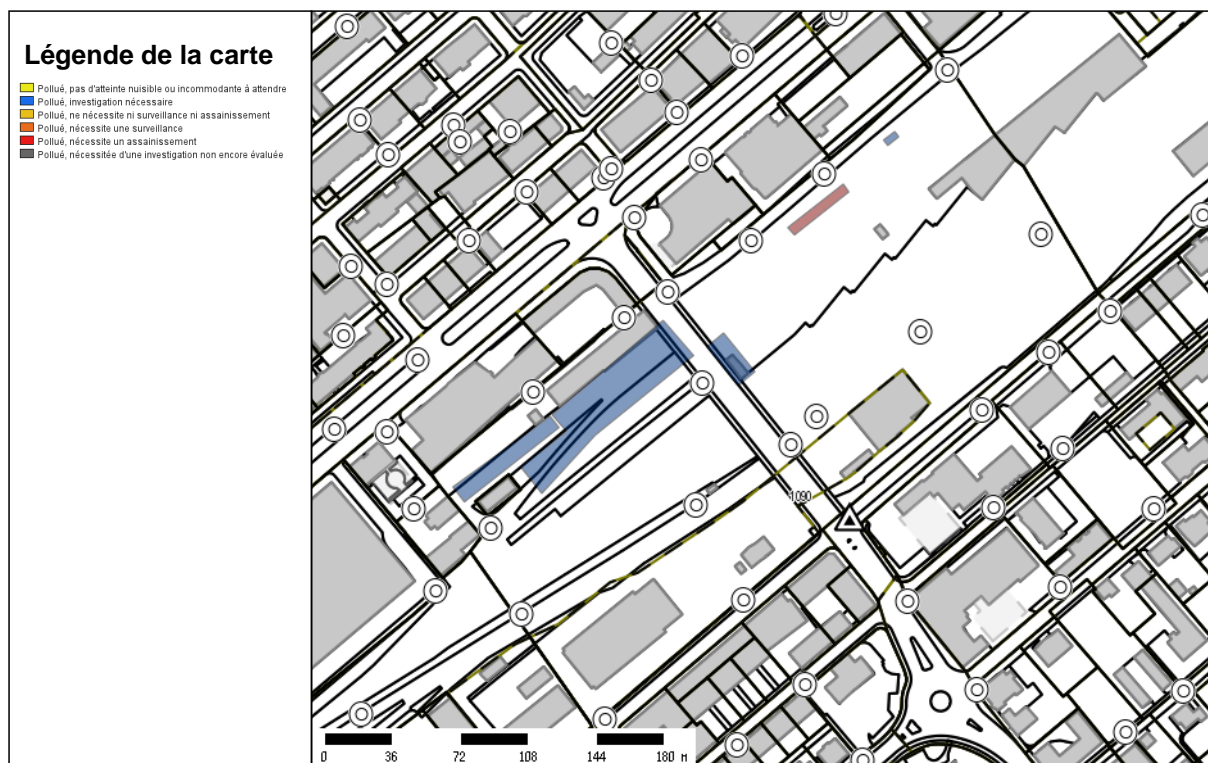 Légende de la carte
Pollué, pas d'atteinte nuisible ou incommodante à attendre
Pollué, investigation nécessaire
Pollué, ne nécessite ni surveillance ni assainissement
Pollué, nécessite une surveillance
Pollué, nécessite un assainissement
Pollué, nécessitée d'une investigation non encore évaluée
1090
0 36 72 108 144 180 M